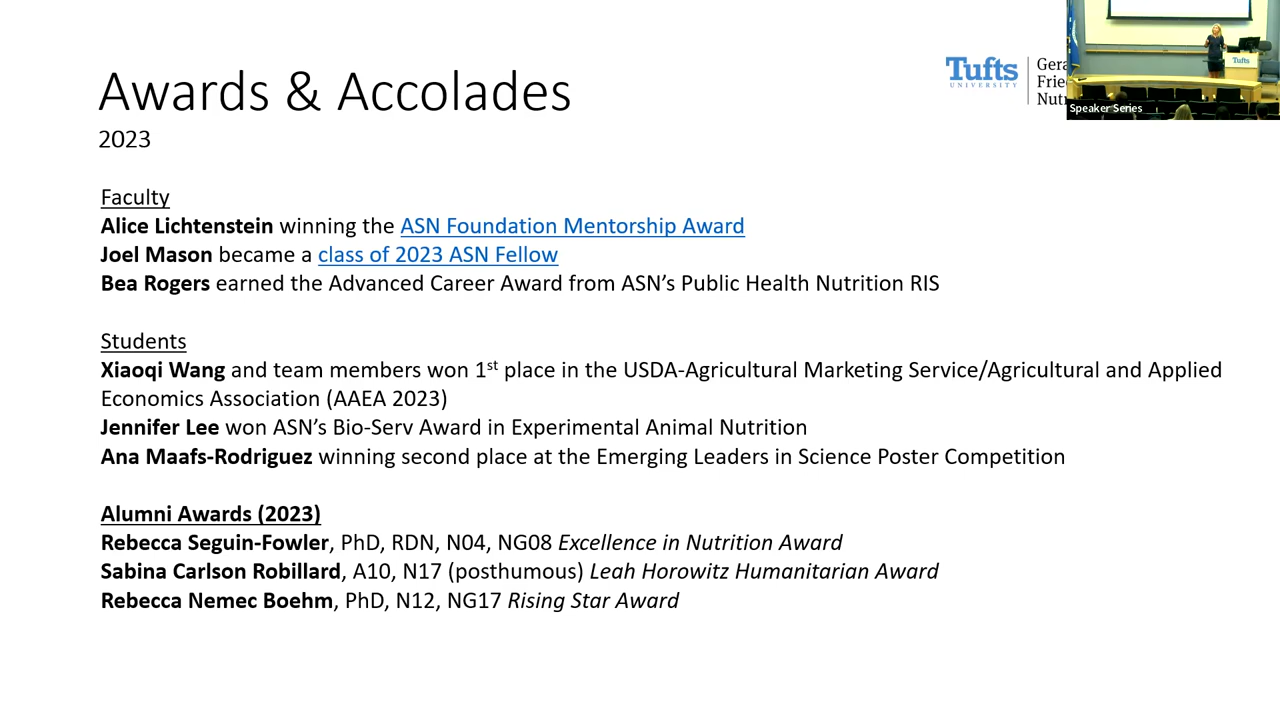 Awards & Accolades
2023
Tufts
UNIVERSITY
Gera
Frie
Nutr
Speaker Series
Tufts
Faculty
Alice Lichtenstein winning the ASN Foundation Mentorship Award
Joel Mason became a class of 2023 ASN Fellow
Bea Rogers earned the Advanced Career Award from ASN’s Public Health Nutrition RIS
Students
Xiaoqi Wang and team members won 1st place in the USDA-Agricultural Marketing Service/Agricultural and Applied
Economics Association (AAEA 2023)
Jennifer Lee won ASN’s Bio-Serv Award in Experimental Animal Nutrition
Ana Maafs-Rodriguez winning second place at the Emerging Leaders in Science Poster Competition
Alumni Awards (2023)
Rebecca Seguin-Fowler, PhD, RDN, N04, NG08 Excellence in Nutrition Award
Sabina Carlson Robillard, A10, N17 (posthumous) Leah Horowitz Humanitarian Award
Rebecca Nemec Boehm, PhD, N12, NG17 Rising Star Award